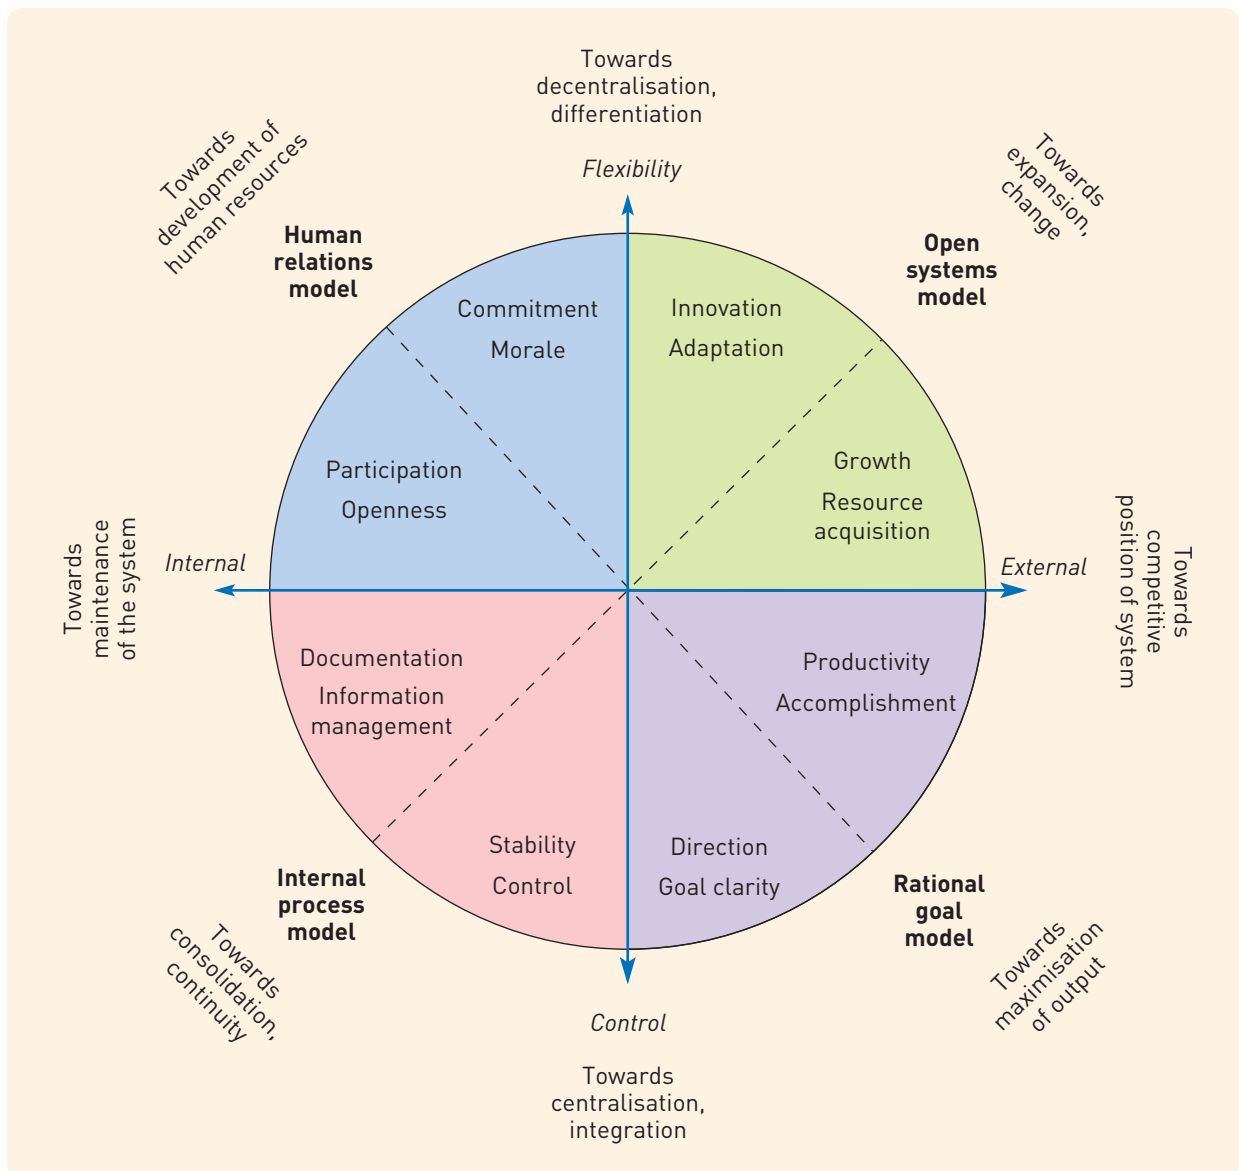 Towards
decentralisation,
differentiation
Flexibility
Towards
development of
human resources
Human
relations
model
Towards
expansion,
change
Open
systems
model
Commitment
Morale
Innovation
Adaptation
Participation
Openness
Growth
Resource
acquisition
Towards
maintenance
of the system
Internal
External
Towards
competitive
position of system
Documentation
Information
management
Productivity
Accomplishment
Stability
Control
Direction
Goal clarity
Internal
process
model
Rational
goal
model
Towards
consolidation,
continuity
Towards
maximisation
of output
Control
Towards
centralisation,
integration